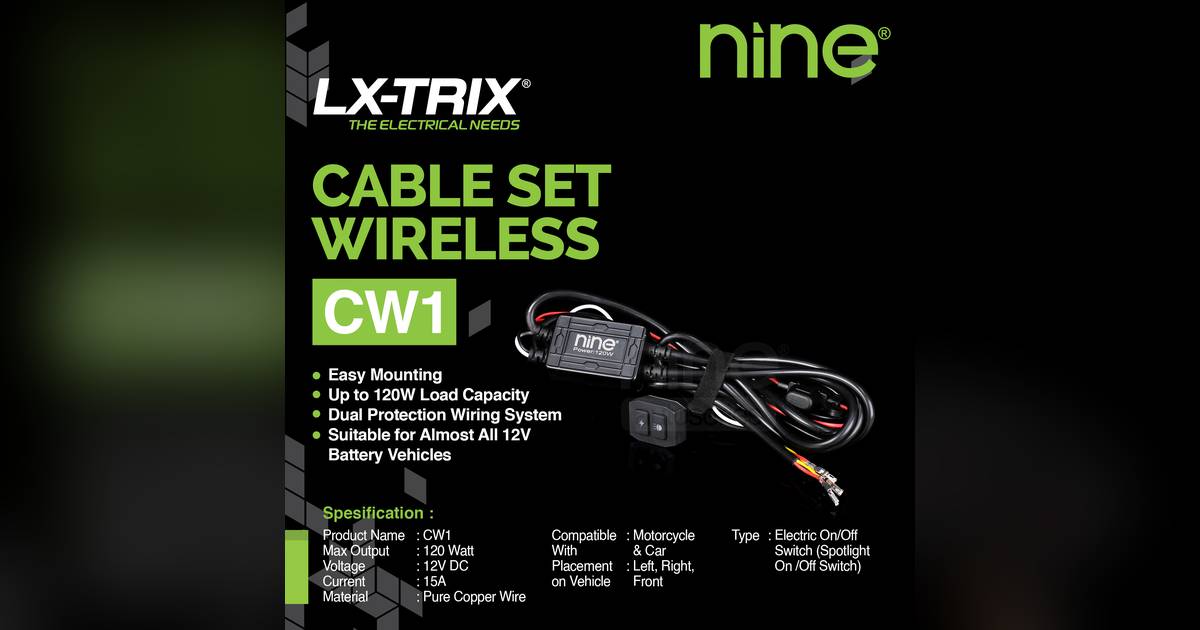 nine®
LX-TRIX®
THE ELECTRICAL NEEDS
CABLE SET
WIRELESS
CW1
nine®
Power:120W
Easy Mounting
Up to 120W Load Capacity
Dual Protection Wiring System
Suitable for Almost All 12V
Battery Vehicles
Spesification :
Product Name : CW1
Max Output : 120 Watt
Voltage : 12V DC
Current : 15A
Material : Pure Copper Wire
Compatible : Motorcycle
With & Car
Placement : Left, Right,
on Vehicle Front
Type : Electric On/Off
Switch (Spotlight
On /Off Switch)